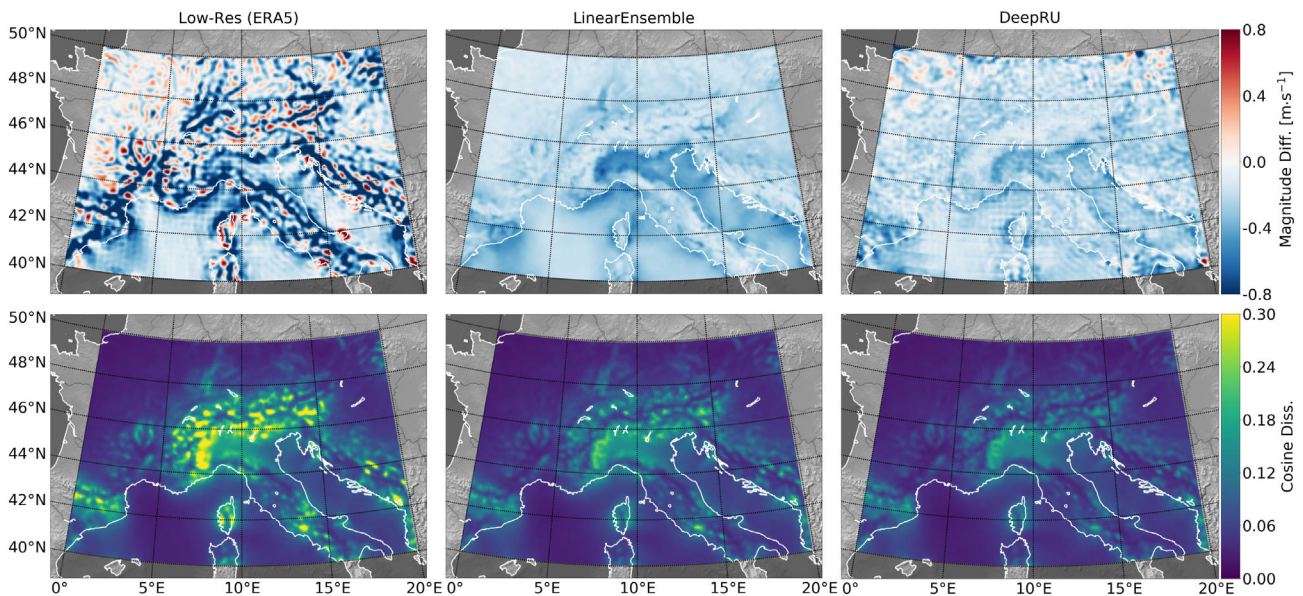 Low-Res (ERA5)
LinearEnsemble
DeepRU
50°N
48°N
46°N
44°N
42°N
40°N
0.8
0.4
0.0
-0.4
-0.8
Magnitude Diff. [m·s⁻¹]
50°N
48°N
46°N
44°N
42°N
40°N
0.30
0.24
0.18
0.12
0.06
0.00
Cosine Diss.
0° 5°E 10°E 15°E 20°E 0° 5°E 10°E 15°E 20°E 0° 5°E 10°E 15°E 20°E